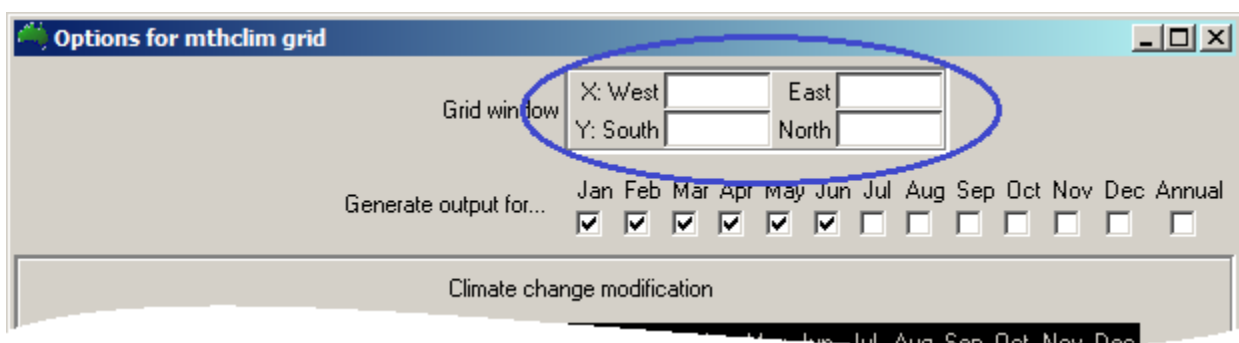 Options for mthclim grid
Grid window
X: West East
Y: South North
Generate output for...
Jan Feb Mar Apr May Jun Jul Aug Sep Oct Nov Dec Annual
Climate change modification
Jun Jul Aug Sep Oct Nov Dec